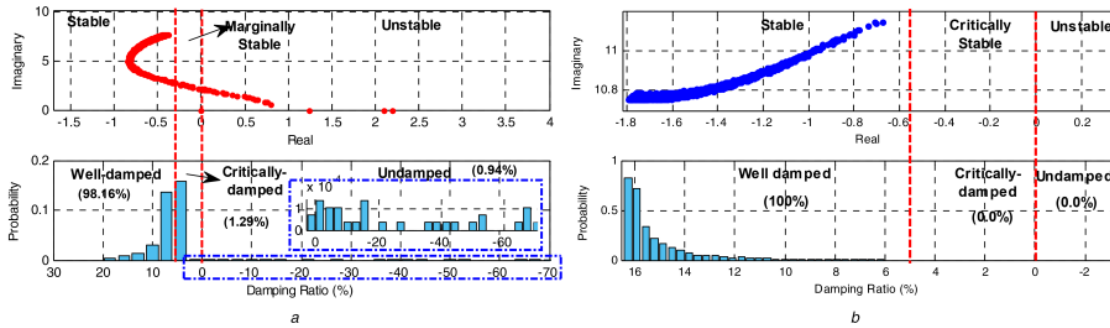 10
Stable
Marginally
Stable
Unstable
Imaginary
5
0
-1.5 -1 -0.5 0 0.5 1 1.5 2 2.5 3 3.5 4
Real
0.2
Well-damped
(98.16%)
Critically-
damped
(1.29%)
Undamped
(0.94%)
x 10
1
0
0 -20 -40 -60
Probability
0.1
0
30 20 10 0 -10 -20 -30 -40 -50 -60 -70
Damping Ratio (%)
a
Stable
Critically
Stable
Unstable
Imaginary
11
10.8
-1.8 -1.6 -1.4 -1.2 -1 -0.8 -0.6 -0.4 -0.2 0 0.2
Real
1
Well damped
(100%)
Critically-
damped
(0.0%)
Undamped
(0.0%)
Probability
0.5
0
16 14 12 10 8 6 4 2 0 -2
Damping Ratio (%)
b